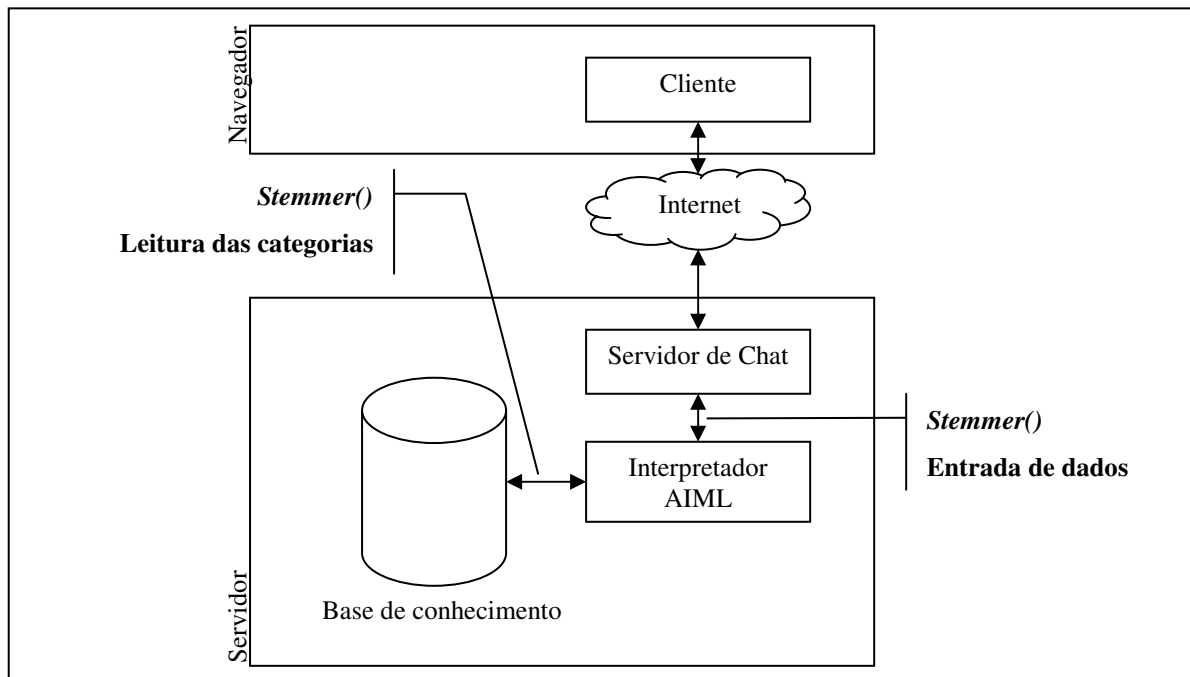 Navegador
Cliente
Internet
Stemmer()
Leitura das categorias
Servidor
Servidor de Chat
Stemmer()
Entrada de dados
Interpretador
AIML
Base de conhecimento